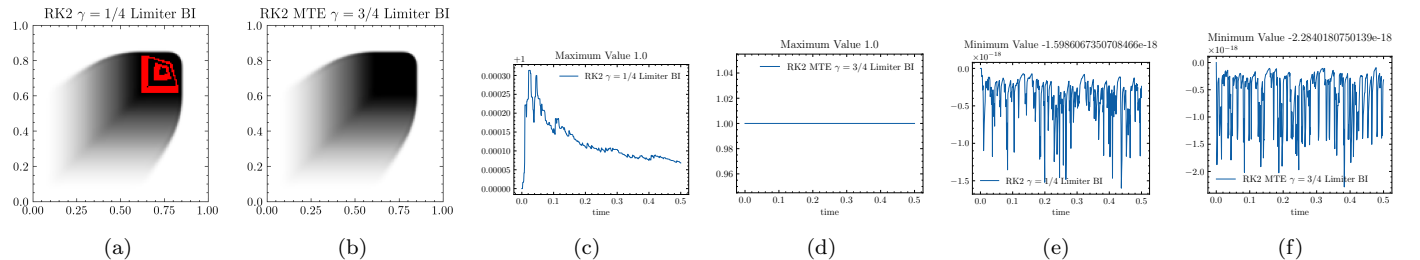 RK2 γ = 1/4 Limiter BI
1.0
0.8
0.6
0.4
0.2
0.0
0.00 0.25 0.50 0.75 1.00
(a)
RK2 MTE γ = 3/4 Limiter BI
1.0
0.8
0.6
0.4
0.2
0.0
0.00 0.25 0.50 0.75 1.00
(b)
Maximum Value 1.0
+1
RK2 γ = 1/4 Limiter BI
0.00030
0.00025
0.00020
0.00015
0.00010
0.00005
0.00000
0.0 0.1 0.2 0.3 0.4 0.5
time
(c)
Maximum Value 1.0
RK2 MTE γ = 3/4 Limiter BI
1.04
1.02
1.00
0.98
0.96
0.0 0.1 0.2 0.3 0.4 0.5
time
(d)
Minimum Value -1.5986067350708466e-18
×10⁻¹⁸
0.0
−0.5
−1.0
−1.5
RK2 γ = 1/4 Limiter BI
0.0 0.1 0.2 0.3 0.4 0.5
time
(e)
Minimum Value -2.2840180750139e-18
×10⁻¹⁸
0.0
−0.5
−1.0
−1.5
−2.0
RK2 MTE γ = 3/4 Limiter BI
0.0 0.1 0.2 0.3 0.4 0.5
time
(f)